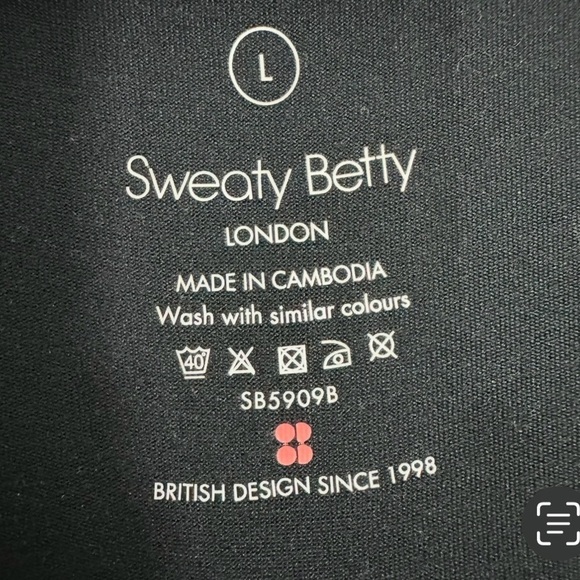 L
Sweaty Betty
LONDON
MADE IN CAMBODIA
Wash with similar colours
40°
SB5909B
BRITISH DESIGN SINCE 1998